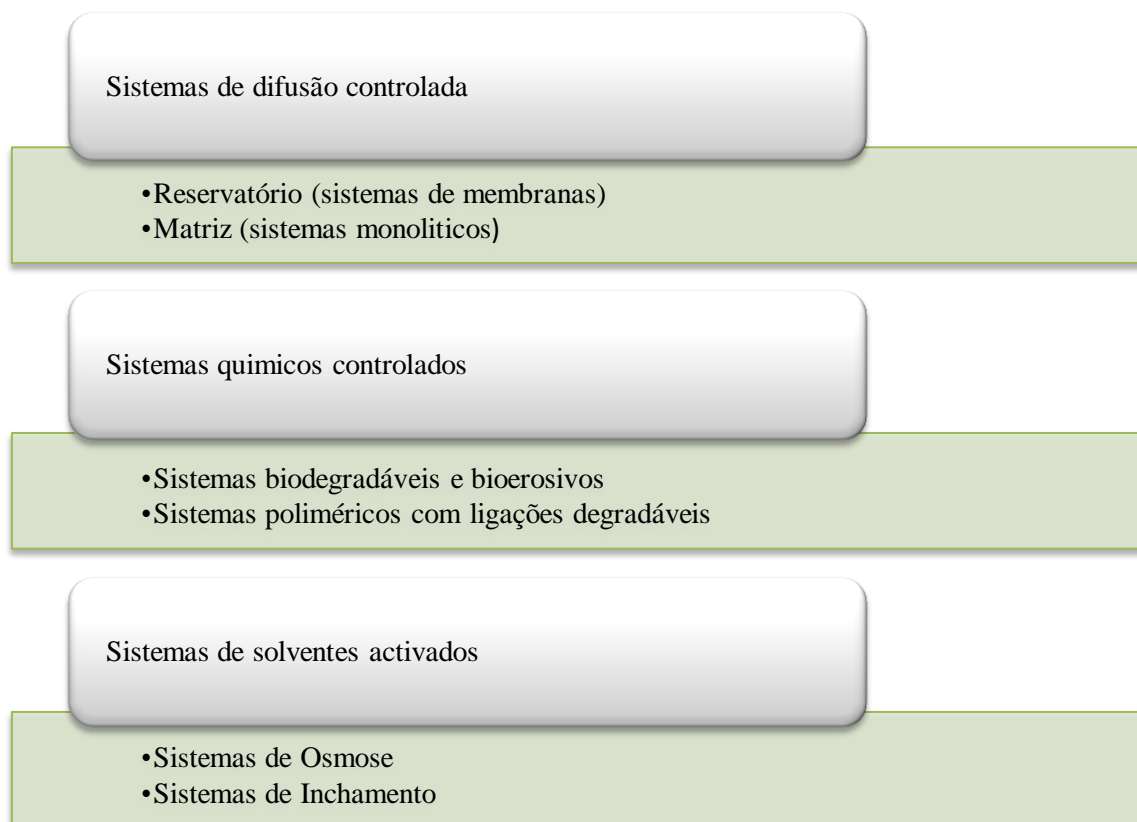 Sistemas de difusão controlada
•Reservatório (sistemas de membranas)
•Matriz (sistemas monoliticos)
Sistemas quimicos controlados
•Sistemas biodegradáveis e bioerosivos
•Sistemas poliméricos com ligações degradáveis
Sistemas de solventes activados
•Sistemas de Osmose
•Sistemas de Inchamento